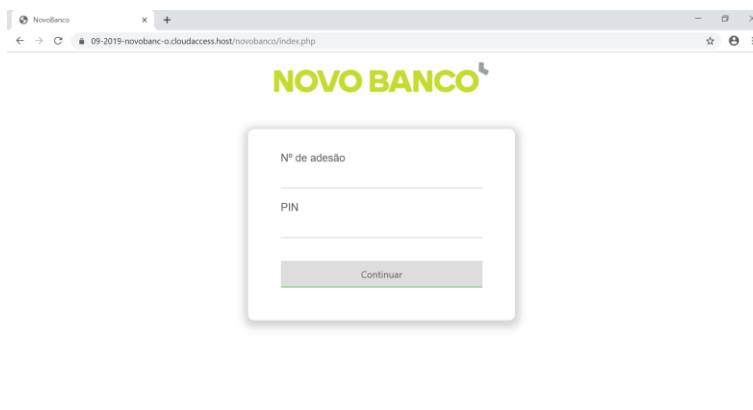 NovoBanco
09-2019-novobanc-o.cloudaccess.host/novobanco/index.php
NOVO BANCO
Nº de adesão
PIN
Continuar